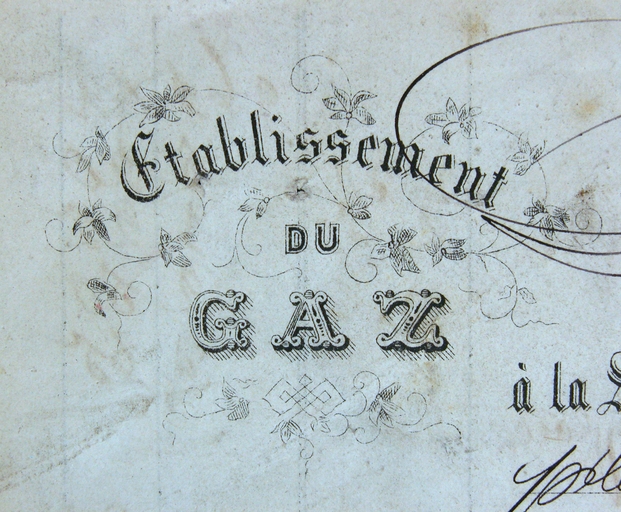 Etablissement
DU
GAZ
à la